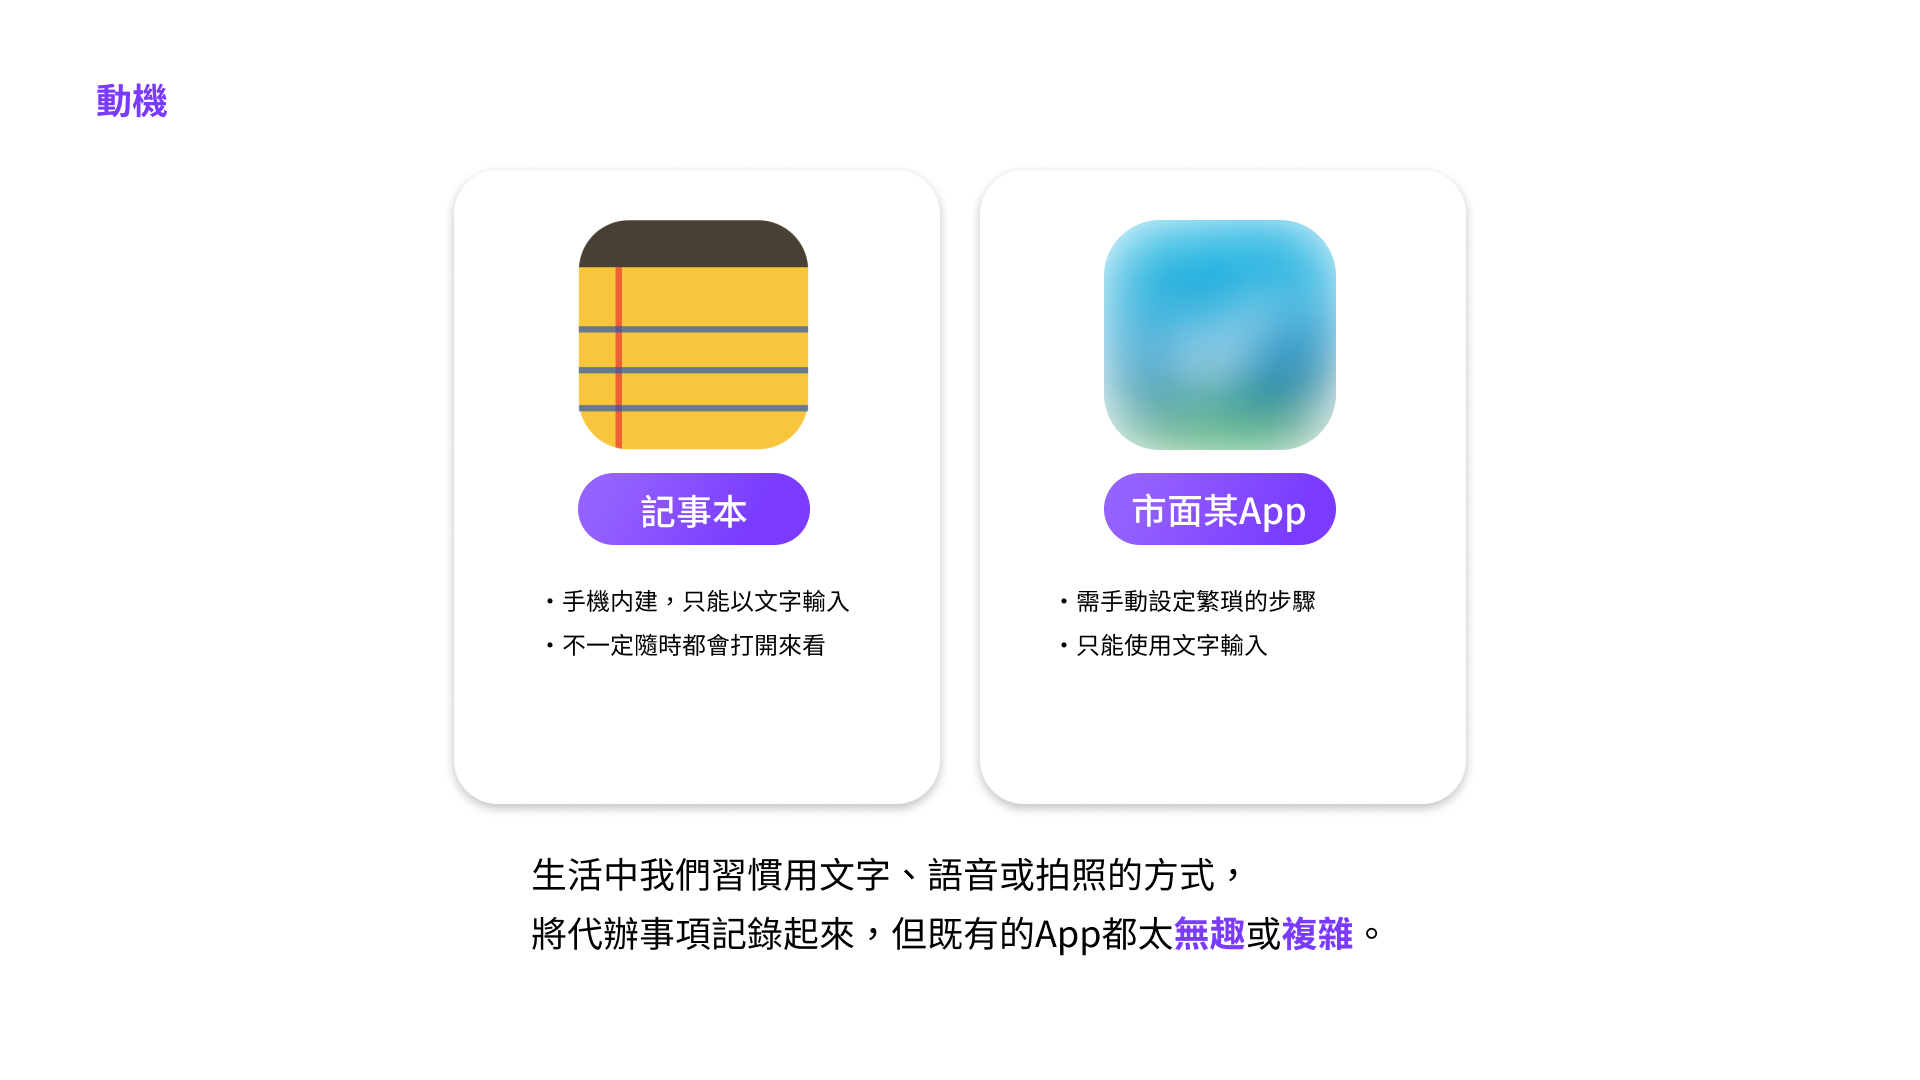 動機
記事本
・手機内建，只能以文字輸入
・不一定隨時都會打開來看
市面某App
・需手動設定繁瑣的步驟
・只能使用文字輸入
生活中我們習慣用文字、語音或拍照的方式，
將代辦事項記錄起來，但既有的App都太無趣或複雜。